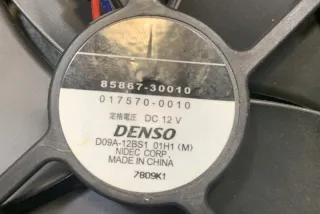 85867-30010
017570-0010
定格電圧 DC 12 V
DENSO
D09A-12BS1 01H1 (M)
NIDEC CORP.
MADE IN CHINA
7809K1